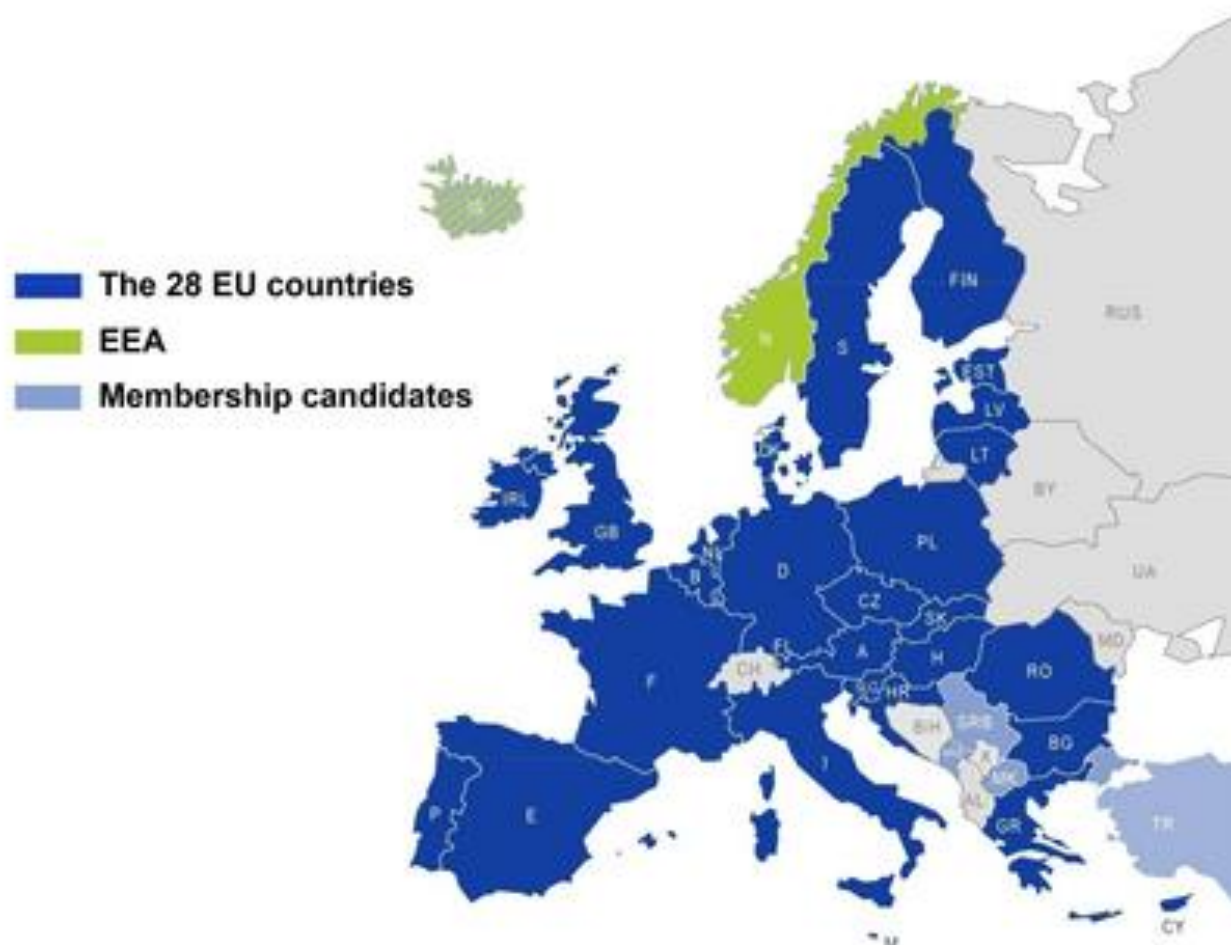 The 28 EU countries
EEA
Membership candidates
N
S
FIN
RUS
EST
LV
LT
BY
IRL
GB
NL
B
D
PL
UA
CZ
SK
FL
A
H
MD
CH
F
RO
HR
SRB
BIH
BG
K
MK
AL
I
P
E
GR
TR
CY